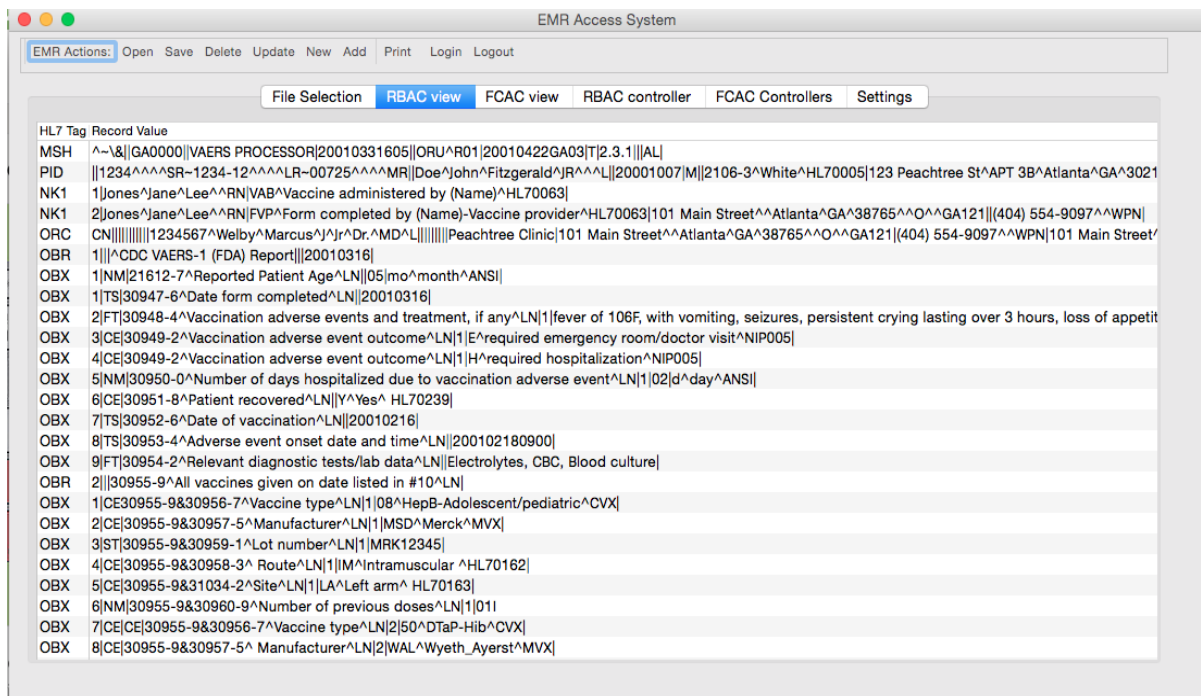 EMR Access System
EMR Actions: Open Save Delete Update New Add Print Login Logout
File Selection RBAC view FCAC view RBAC controller FCAC Controllers Settings
HL7 Tag Record Value
MSH ^~\&||GA0000||VAERS PROCESSOR|20010331605||ORU^R01|20010422GA03|T|2.3.1|||AL|
PID ||1234^^^^SR~1234-12^^^^LR~00725^^^^MR||Doe^John^Fitzgerald^JR^^^L||20001007|M||2106-3^White^HL70005|123 Peachtree St^APT 3B^Atlanta^GA^3021
NK1 1|Jones^Jane^Lee^^RN|VAB^Vaccine administered by (Name)^HL70063|
NK1 2|Jones^Jane^Lee^^RN|FVP^Form completed by (Name)-Vaccine provider^HL70063|101 Main Street^^Atlanta^GA^38765^^O^^GA121||(404) 554-9097^^WPN|
ORC CN|||||||||||1234567^Welby^Marcus^J^Jr^Dr.^MD^L|||||||||Peachtree Clinic|101 Main Street^^Atlanta^GA^38765^^O^^GA121|(404) 554-9097^^WPN|101 Main Street^
OBR 1|||^CDC VAERS-1 (FDA) Report|||20010316|
OBX 1|NM|21612-7^Reported Patient Age^LN||05|mo^month^ANSI|
OBX 1|TS|30947-6^Date form completed^LN||20010316|
OBX 2|FT|30948-4^Vaccination adverse events and treatment, if any^LN|1|fever of 106F, with vomiting, seizures, persistent crying lasting over 3 hours, loss of appetit
OBX 3|CE|30949-2^Vaccination adverse event outcome^LN|1|E^required emergency room/doctor visit^NIP005|
OBX 4|CE|30949-2^Vaccination adverse event outcome^LN|1|H^required hospitalization^NIP005|
OBX 5|NM|30950-0^Number of days hospitalized due to vaccination adverse event^LN|1|02|d^day^ANSI|
OBX 6|CE|30951-8^Patient recovered^LN||Y^Yes^ HL70239|
OBX 7|TS|30952-6^Date of vaccination^LN||20010216|
OBX 8|TS|30953-4^Adverse event onset date and time^LN||200102180900|
OBX 9|FT|30954-2^Relevant diagnostic tests/lab data^LN||Electrolytes, CBC, Blood culture|
OBR 2|||30955-9^All vaccines given on date listed in #10^LN|
OBX 1|CE30955-9&30956-7^Vaccine type^LN|1|08^HepB-Adolescent/pediatric^CVX|
OBX 2|CE|30955-9&30957-5^Manufacturer^LN|1|MSD^Merck^MVX|
OBX 3|ST|30955-9&30959-1^Lot number^LN|1|MRK12345|
OBX 4|CE|30955-9&30958-3^ Route^LN|1|IM^Intramuscular ^HL70162|
OBX 5|CE|30955-9&31034-2^Site^LN|1|LA^Left arm^ HL70163|
OBX 6|NM|30955-9&30960-9^Number of previous doses^LN|1|01I
OBX 7|CE|CE|30955-9&30956-7^Vaccine type^LN|2|50^DTaP-Hib^CVX|
OBX 8|CE|30955-9&30957-5^ Manufacturer^LN|2|WAL^Wyeth_Ayerst^MVX|